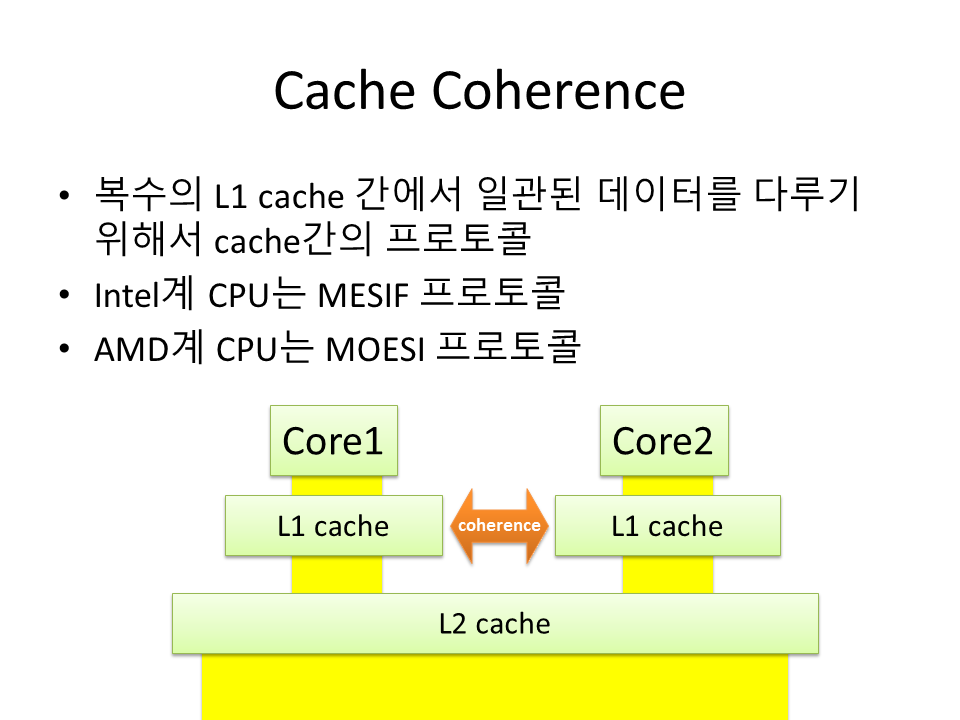 Cache Coherence
• 복수의 L1 cache 간에서 일관된 데이터를 다루기
위해서 cache간의 프로토콜
• Intel계 CPU는 MESIF 프로토콜
• AMD계 CPU는 MOESI 프로토콜
Core1
Core2
L1 cache
coherence
L1 cache
L2 cache